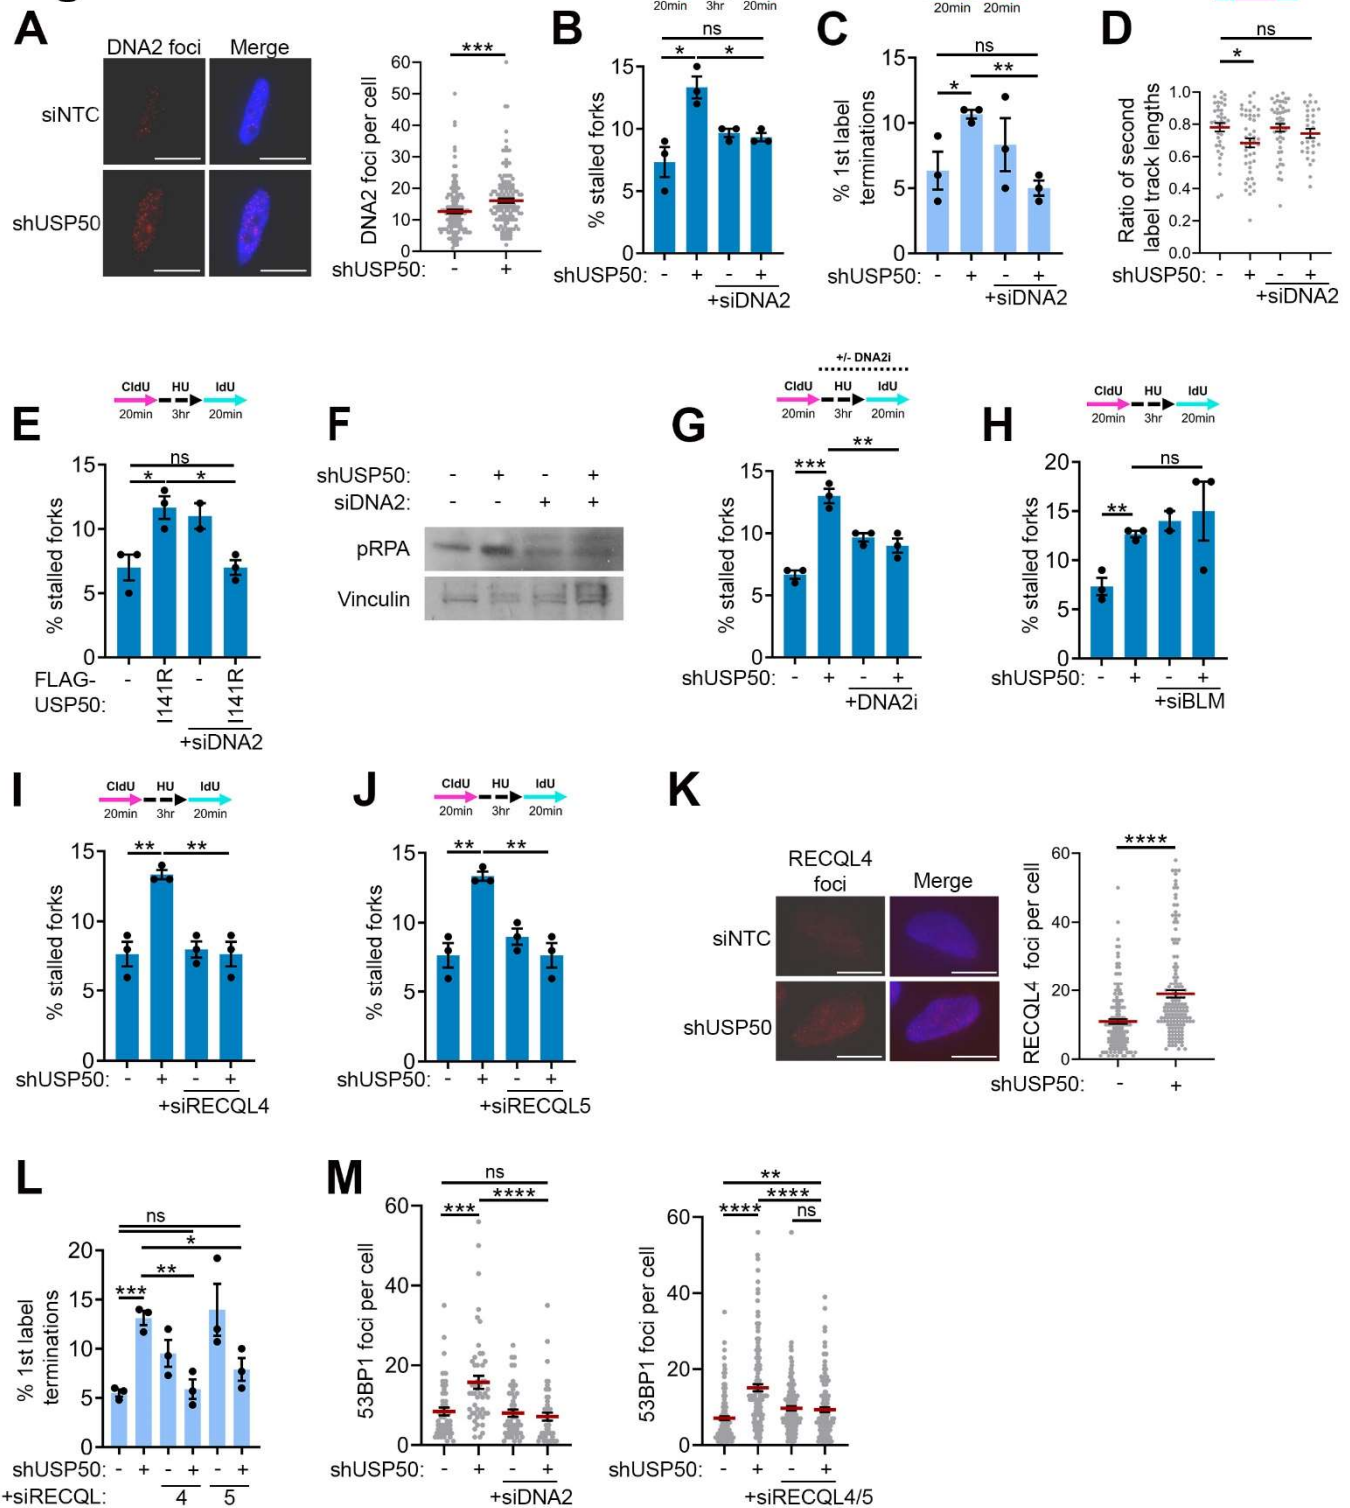 A
DNA2 foci Merge
siNTC
shUSP50
***
DNA2 foci per cell
60
50
40
30
20
10
0
shUSP50: - +
B
20min 3hr 20min
ns
* *
% stalled forks
15
10
5
0
shUSP50: - + - +
+siDNA2
C
20min 20min
ns
**
*
% 1st label
terminations
15
10
5
0
shUSP50: - + - +
+siDNA2
D
ns
*
Ratio of second
label track lengths
1.0
0.8
0.6
0.4
0.2
0.0
shUSP50: - + - +
+siDNA2
E
CldU HU IdU
20min 3hr 20min
ns
* *
% stalled forks
15
10
5
0
FLAG-
USP50:
- I141R - I141R
+siDNA2
F
shUSP50: - + - +
siDNA2: - - + +
pRPA
Vinculin
G
+/- DNA2i
CldU HU IdU
20min 3hr 20min
**
***
% stalled forks
15
10
5
0
shUSP50: - + - +
+DNA2i
H
CldU HU IdU
20min 3hr 20min
ns
**
% stalled forks
20
15
10
5
0
shUSP50: - + - +
+siBLM
I
CldU HU IdU
20min 3hr 20min
** **
% stalled forks
15
10
5
0
shUSP50: - + - +
+siRECQL4
J
CldU HU IdU
20min 3hr 20min
** **
% stalled forks
15
10
5
0
shUSP50: - + - +
+siRECQL5
K
RECQL4
foci
Merge
siNTC
shUSP50
****
RECQL4 foci per cell
60
40
20
0
shUSP50: - +
L
ns
*
**
***
% 1st label
terminations
20
15
10
5
0
shUSP50: - + - + - +
+siRECQL: 4 5
M
ns
****
***
53BP1 foci per cell
60
40
20
0
shUSP50: - + - +
+siDNA2
**
****
****
ns
53BP1 foci per cell
60
40
20
0
shUSP50: - + - +
+siRECQL4/5